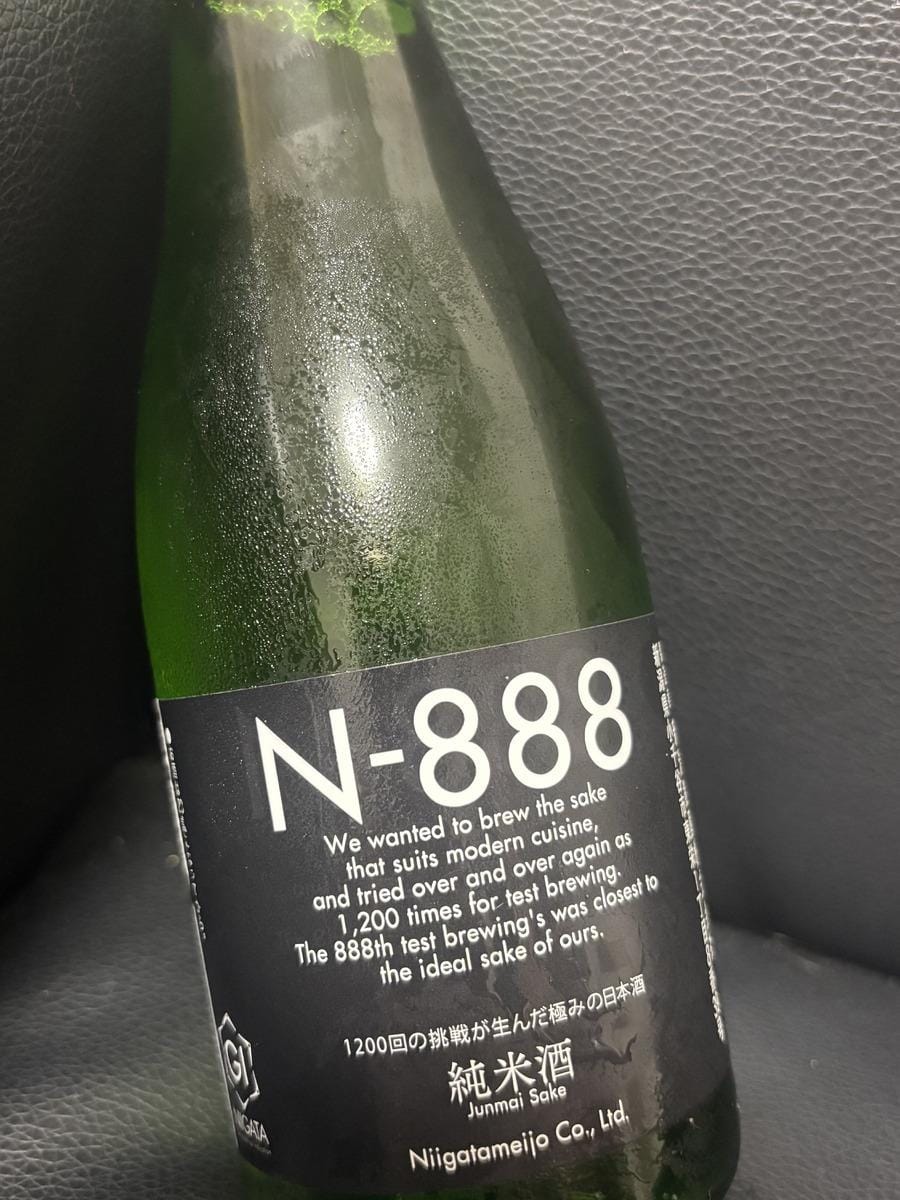 N-888
We wanted to brew the sake
that suits modern cuisine,
and tried over and over again as
1,200 times for test brewing.
The 888th test brewing's was closest to
the ideal sake of ours.
1200回の挑戦が生んだ極みの日本酒
純米酒
Junmai Sake
Niigatameijo Co., Ltd.
GI